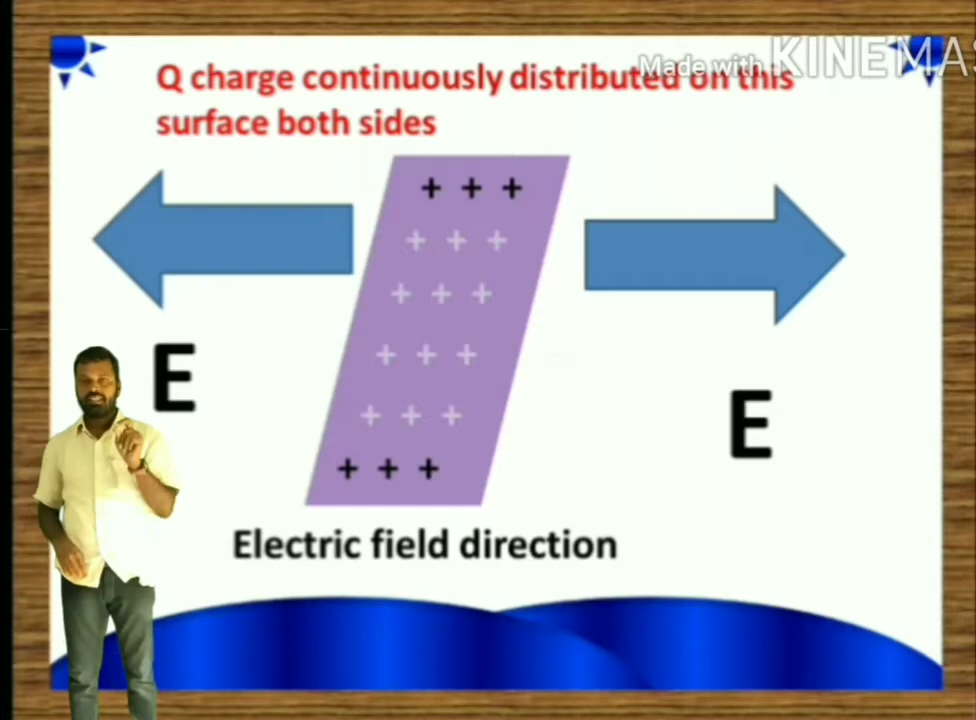 Made with KINEMAS
Q charge continuously distributed on this
surface both sides
+ + +
+ + +
+ + +
+ + +
+ + +
+ + +
E
E
Electric field direction